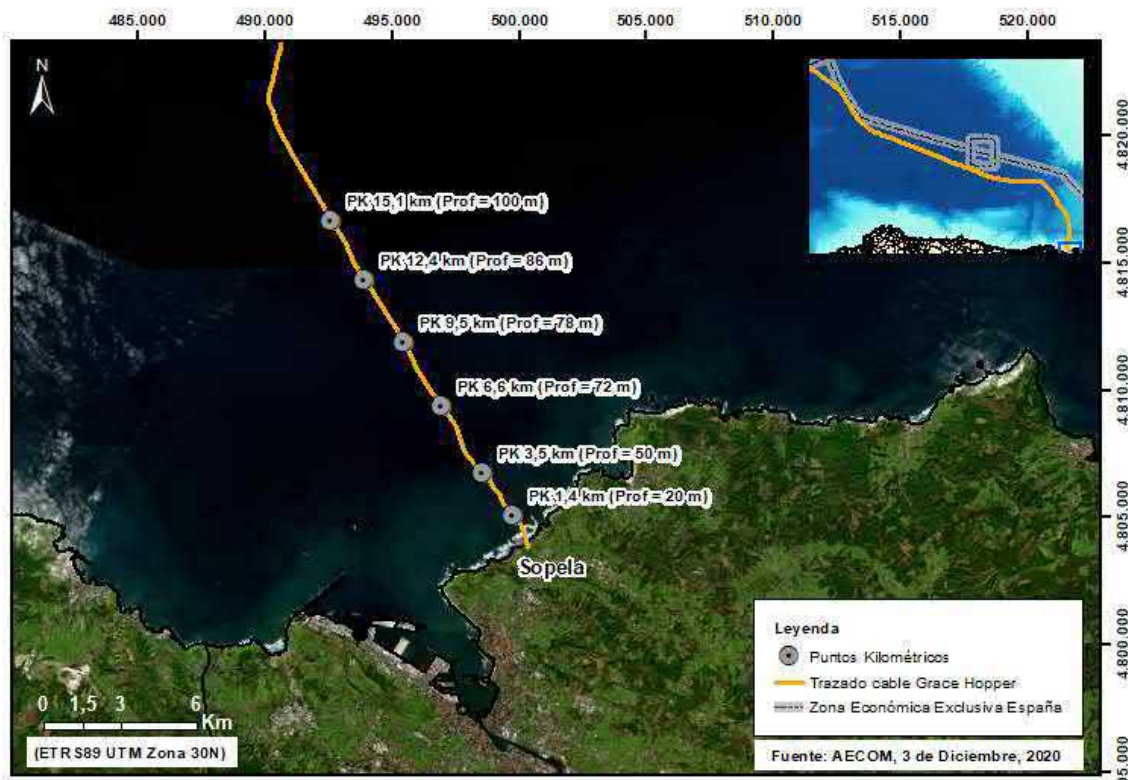 485.000
490.000
495.000
500.000
505.000
510.000
515.000
520.000
N
4.820.000
4.815.000
4.810.000
4.805.000
4.800.000
PK 15,1 km (Prof = 100 m)
PK 12,4 km (Prof = 86 m)
PK 9,5 km (Prof = 78 m)
PK 6,6 km (Prof = 72 m)
PK 3,5 km (Prof = 50 m)
PK 1,4 km (Prof = 20 m)
Sopela
Leyenda
Puntos Kilométricos
Trazado cable Grace Hopper
Zona Económica Exclusiva España
Fuente: AECOM, 3 de Diciembre, 2020
0 1,5 3 6
Km
(ETRS89 UTM Zona 30N)